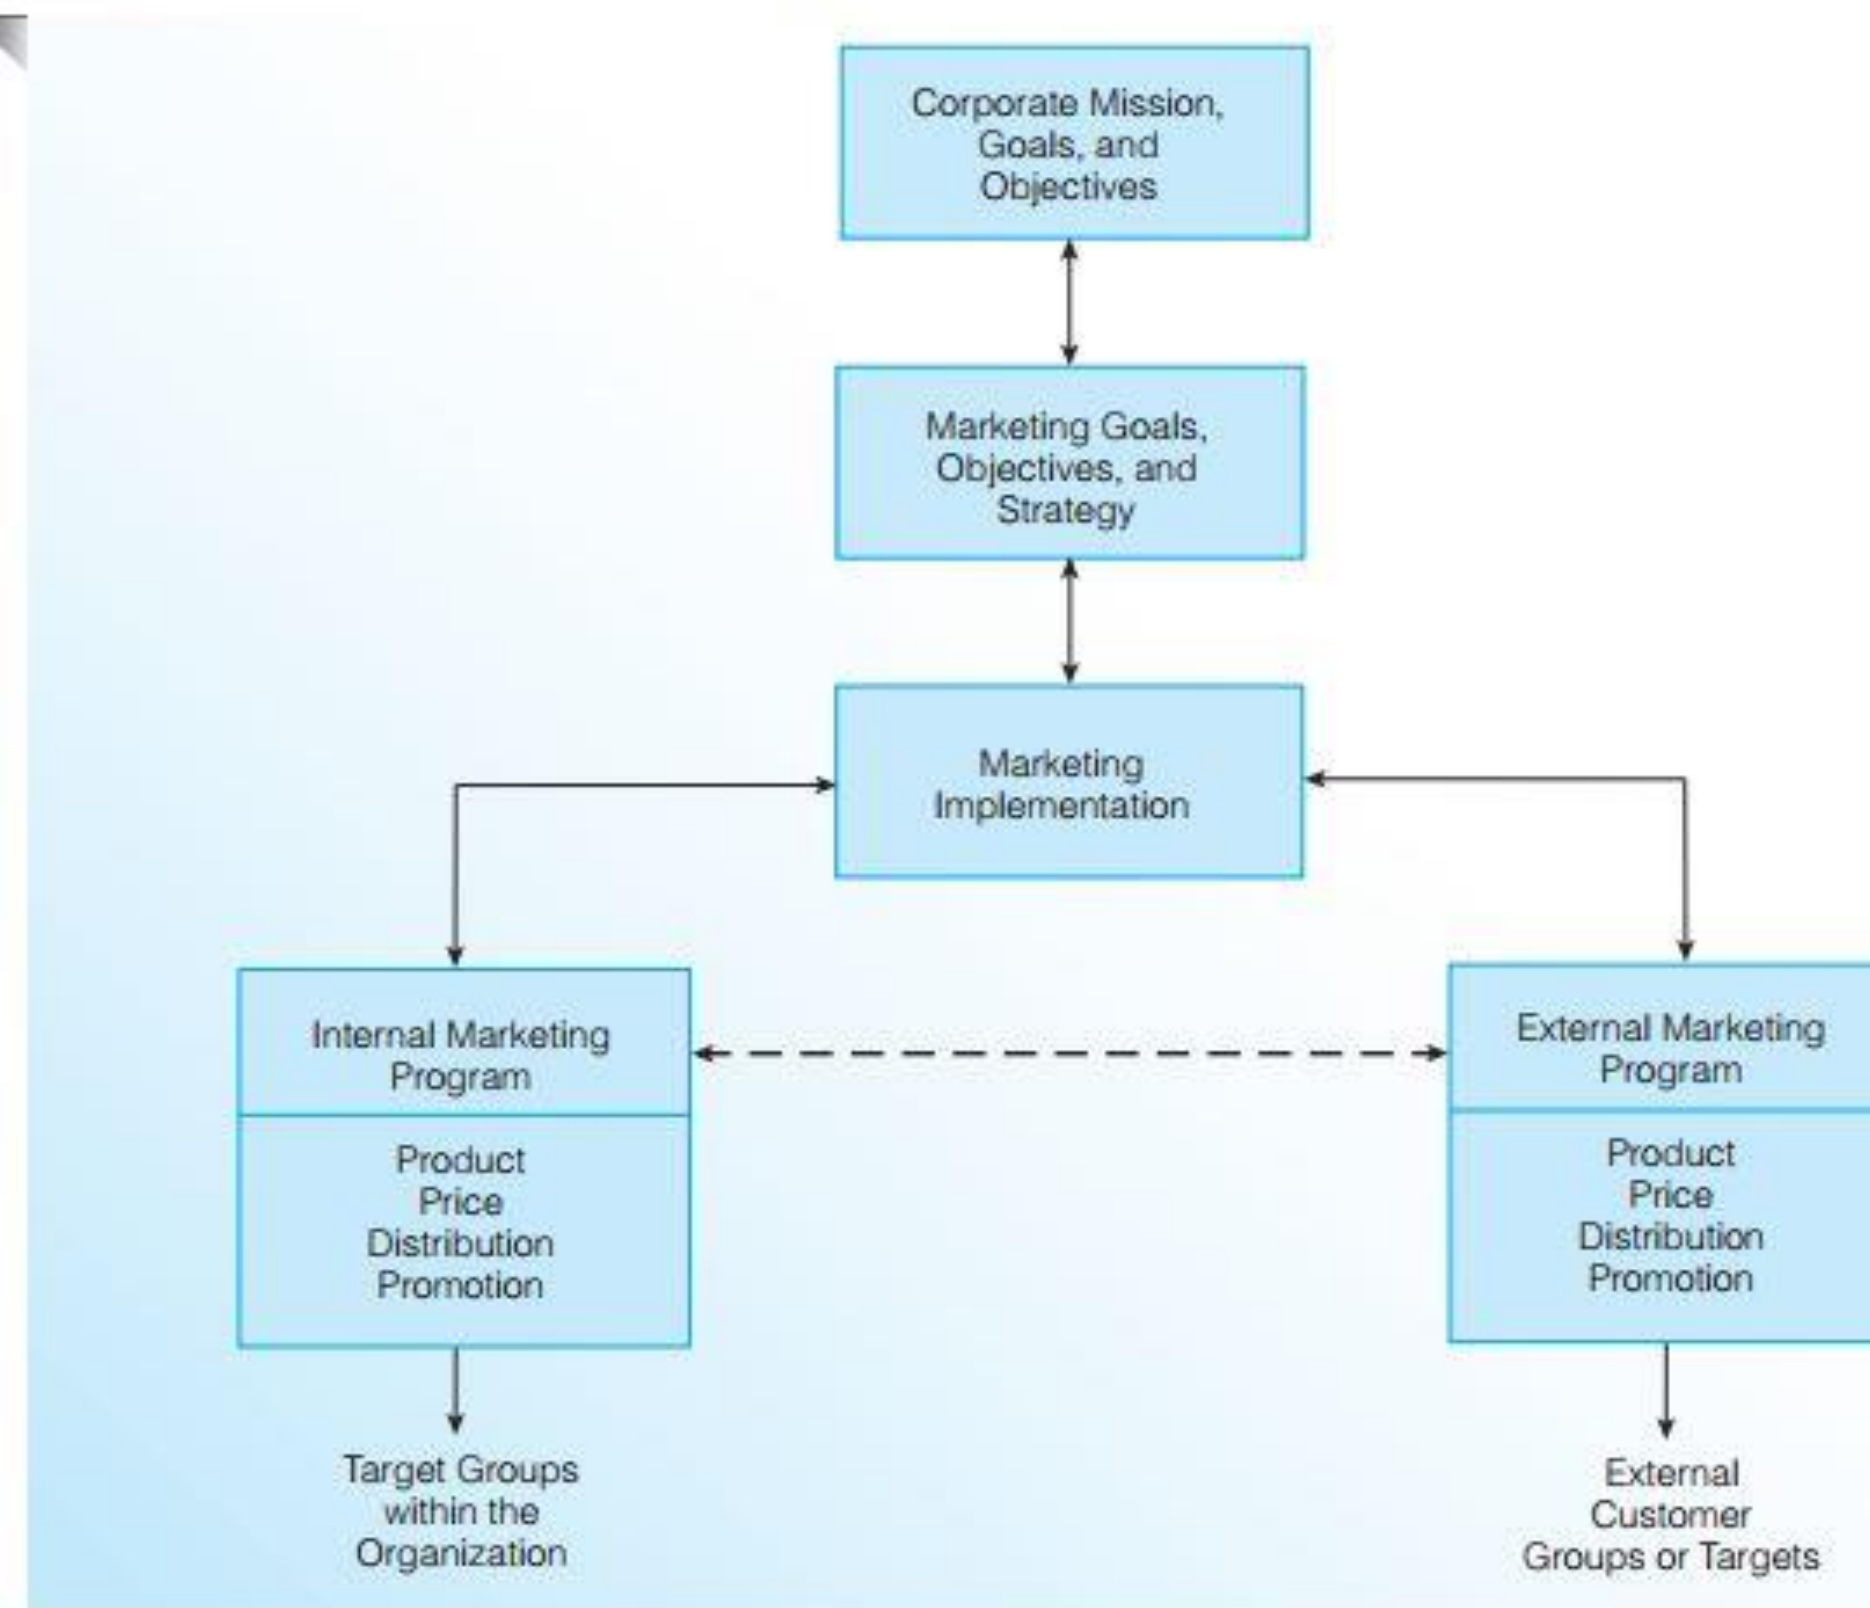 Corporate Mission,
Goals, and
Objectives
Marketing Goals,
Objectives, and
Strategy
Marketing
Implementation
Internal Marketing
Program
Product
Price
Distribution
Promotion
Target Groups
within the
Organization
External Marketing
Program
Product
Price
Distribution
Promotion
External
Customer
Groups or Targets